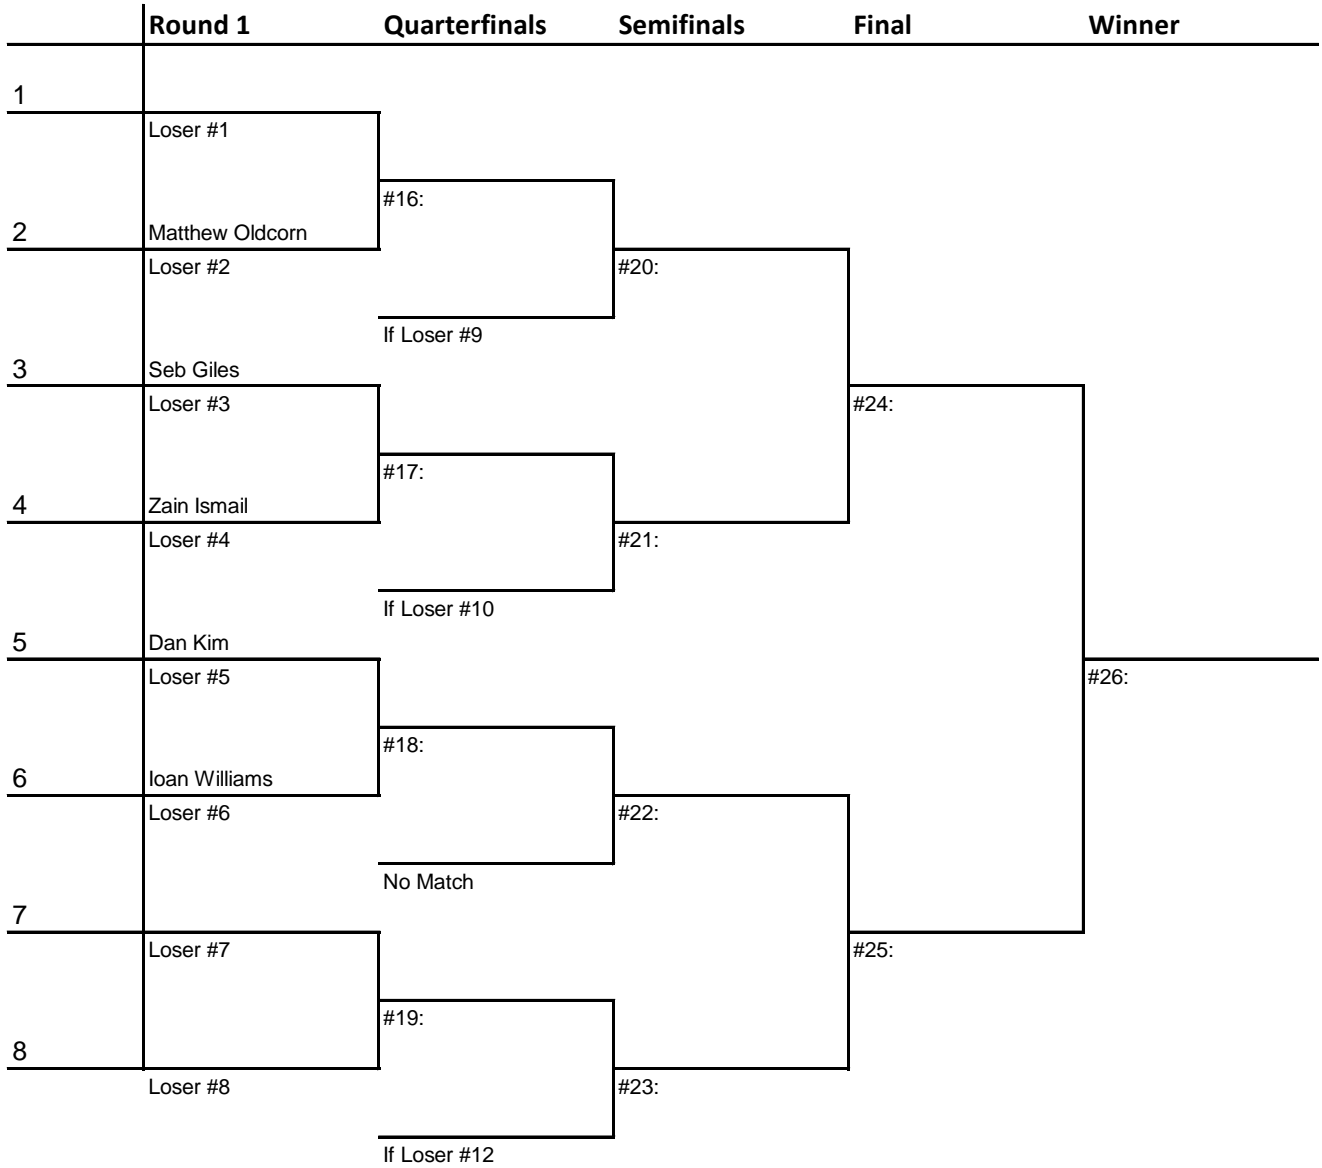 Round 1 Quarterfinals Semifinals Final Winner
1
Loser #1
#16:
2 Matthew Oldcorn
Loser #2 #20:
If Loser #9
3 Seb Giles
Loser #3 #24:
#17:
4 Zain Ismail
Loser #4 #21:
If Loser #10
5 Dan Kim
Loser #5 #26:
#18:
6 Ioan Williams
Loser #6 #22:
No Match
7
Loser #7 #25:
#19:
8
Loser #8 #23:
If Loser #12